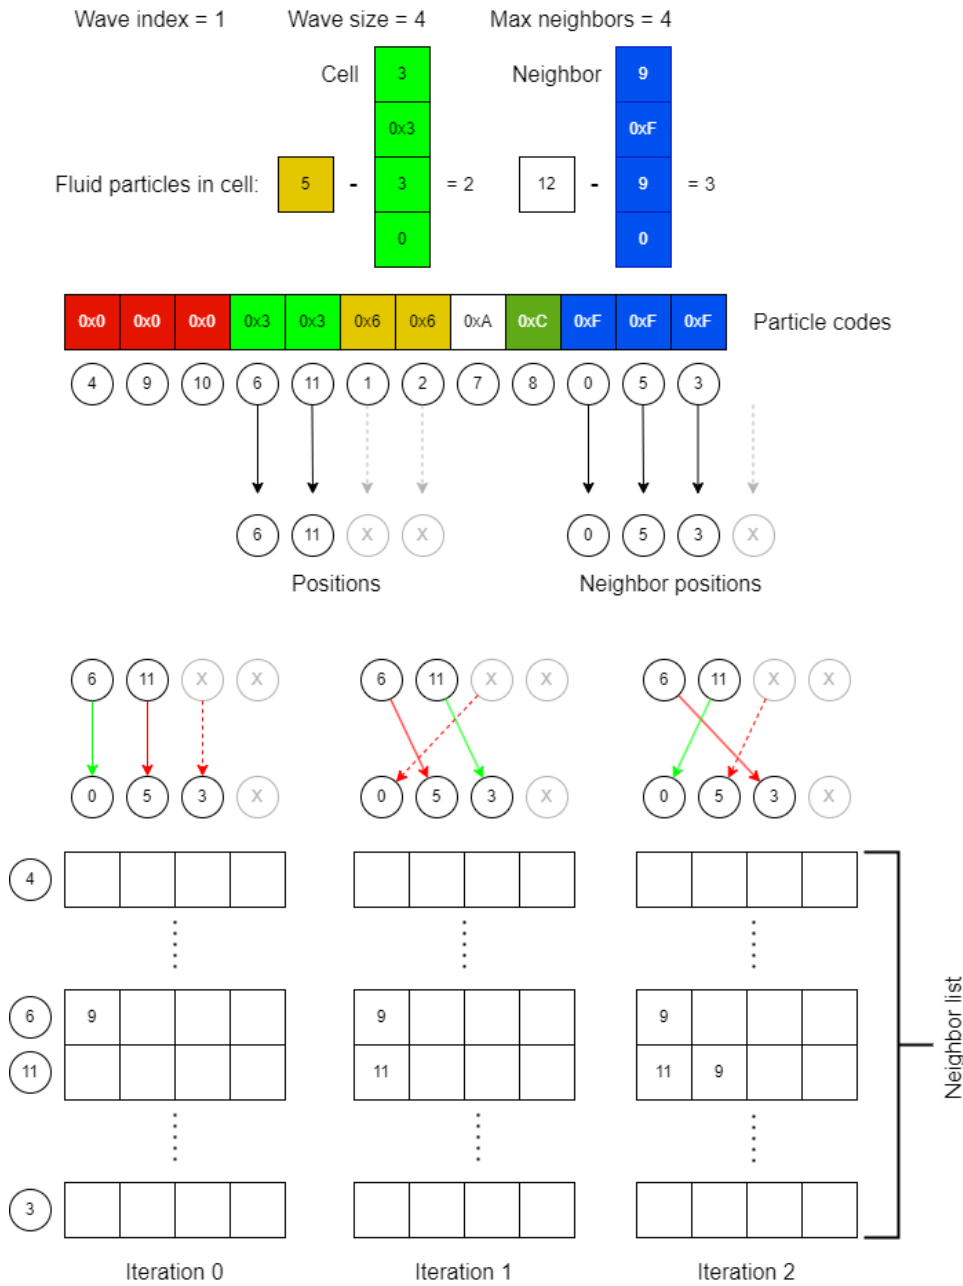 Wave index = 1 Wave size = 4 Max neighbors = 4
Cell 3 Neighbor 9
0x3 0xF
Fluid particles in cell: 5 - 3 = 2 12 - 9 = 3
0 0
0x0 0x0 0x0 0x3 0x3 0x6 0x6 0xA 0xC 0xF 0xF 0xF Particle codes
4 9 10 6 11 1 2 7 8 0 5 3
6 11 X X 0 5 3 X
Positions Neighbor positions
6 11 X X 6 11 X X 6 11 X X
0 5 3 X 0 5 3 X 0 5 3 X
4
6 9 9 9
11 11 11 9
Neighbor list
3
Iteration 0 Iteration 1 Iteration 2